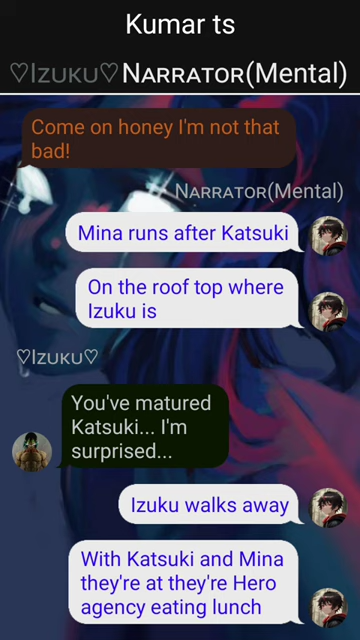 Kumar ts
♡Izuku♡ Narrator(Mental)
Come on honey I'm not that
bad!
Narrator(Mental)
Mina runs after Katsuki
On the roof top where
Izuku is
♡Izuku♡
You've matured
Katsuki... I'm
surprised...
Izuku walks away
With Katsuki and Mina
they're at they're Hero
agency eating lunch